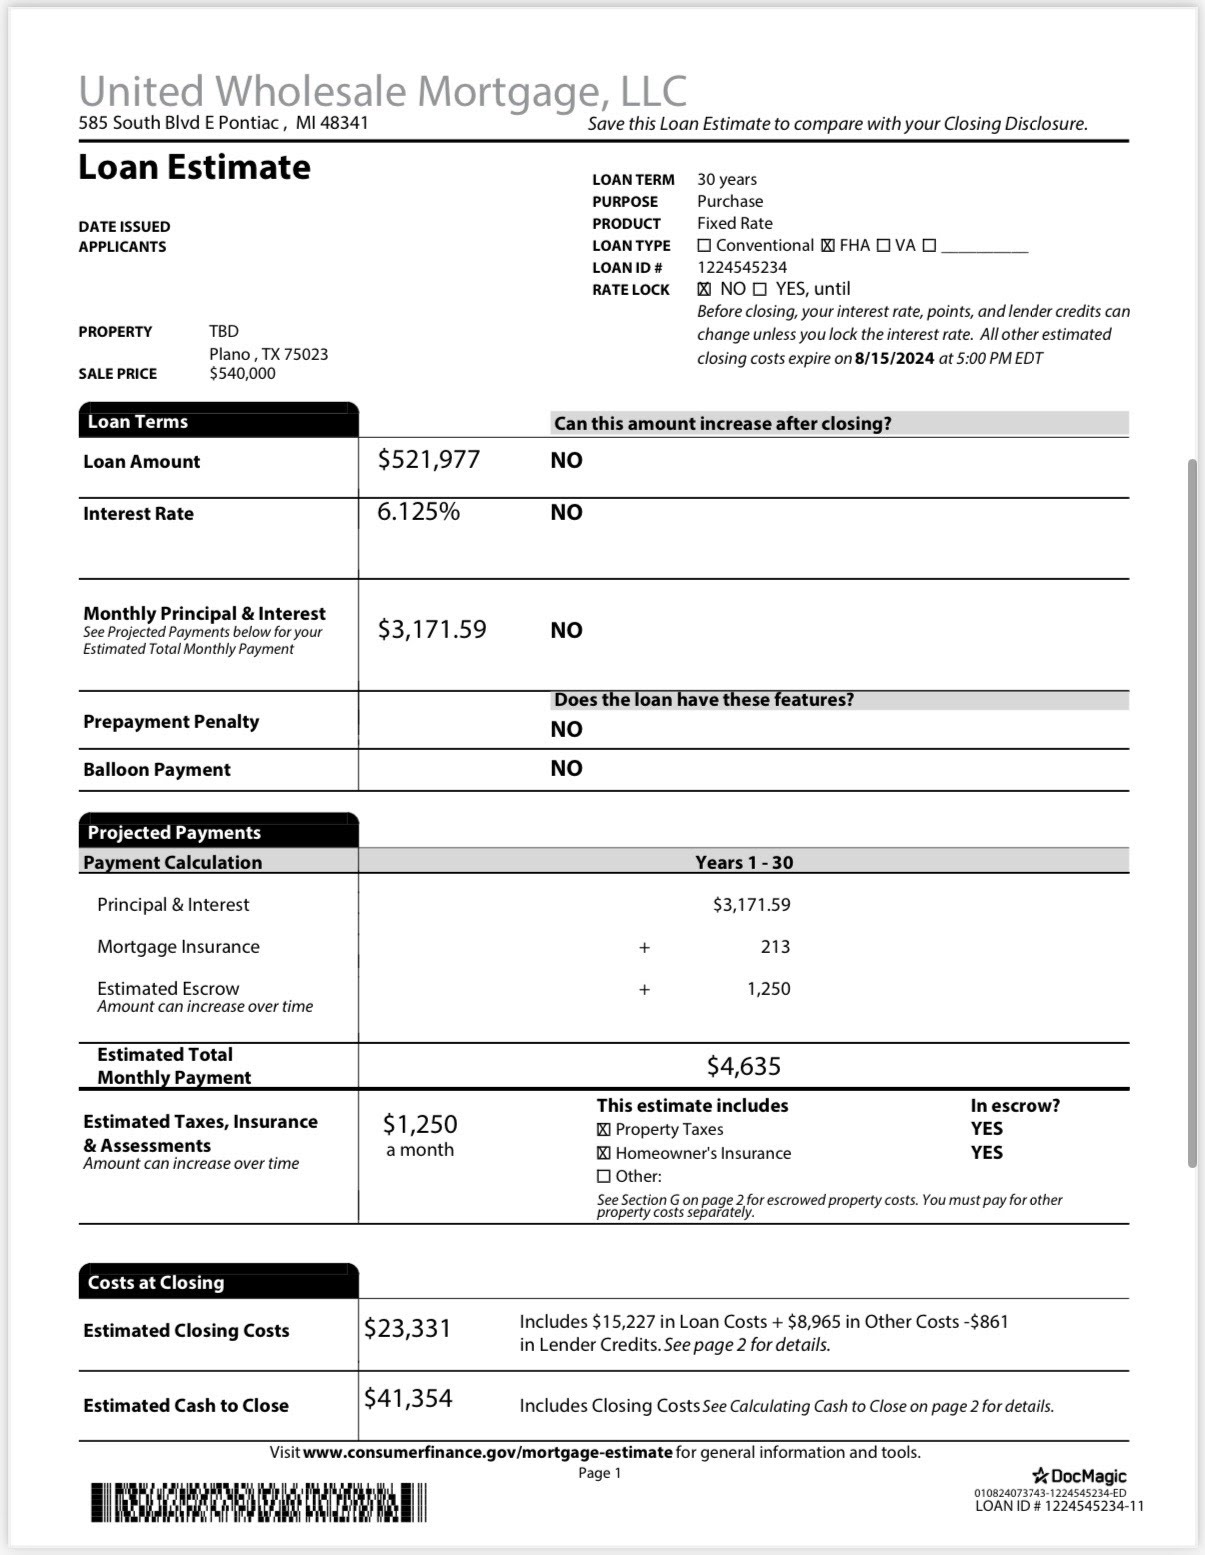 United Wholesale Mortgage, LLC
585 South Blvd E Pontiac , MI 48341
Save this Loan Estimate to compare with your Closing Disclosure.
Loan Estimate
DATE ISSUED
APPLICANTS
PROPERTY TBD
Plano , TX 75023
SALE PRICE $540,000
LOAN TERM 30 years
PURPOSE Purchase
PRODUCT Fixed Rate
LOAN TYPE ☐ Conventional ☒ FHA ☐ VA ☐ __________
LOAN ID # 1224545234
RATE LOCK ☒ NO ☐ YES, until
Before closing, your interest rate, points, and lender credits can
change unless you lock the interest rate. All other estimated
closing costs expire on 8/15/2024 at 5:00 PM EDT
Loan Terms Can this amount increase after closing?
Loan Amount $521,977 NO
Interest Rate 6.125% NO
Monthly Principal & Interest
See Projected Payments below for your
Estimated Total Monthly Payment
$3,171.59 NO
Does the loan have these features?
Prepayment Penalty NO
Balloon Payment NO
Projected Payments
Payment Calculation Years 1 - 30
Principal & Interest $3,171.59
Mortgage Insurance + 213
Estimated Escrow + 1,250
Amount can increase over time
Estimated Total
Monthly Payment
$4,635
Estimated Taxes, Insurance
& Assessments
Amount can increase over time
$1,250
a month
This estimate includes In escrow?
☒ Property Taxes YES
☒ Homeowner's Insurance YES
☐ Other:
See Section G on page 2 for escrowed property costs. You must pay for other
property costs separately.
Costs at Closing
Estimated Closing Costs $23,331
Includes $15,227 in Loan Costs + $8,965 in Other Costs -$861
in Lender Credits. See page 2 for details.
Estimated Cash to Close $41,354
Includes Closing Costs See Calculating Cash to Close on page 2 for details.
Visit www.consumerfinance.gov/mortgage-estimate for general information and tools.
Page 1
DocMagic
010824073743-1224545234-ED
LOAN ID # 1224545234-11